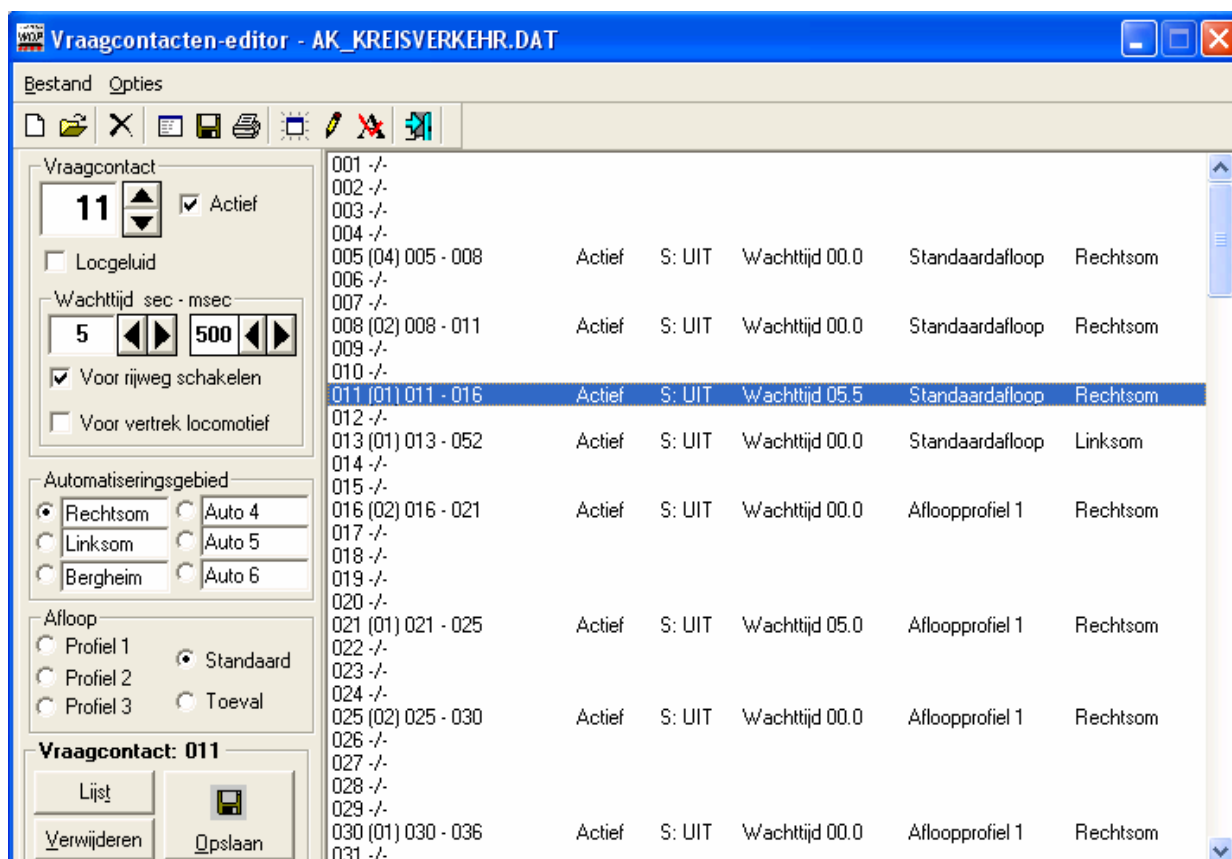 Vraagcontacten-editor - AK_KREISVERKEHR.DAT
Bestand Opties
Vraagcontact
11 Actief
Locgeluid
Wachttijd sec - msec
5 500
Voor rijweg schakelen
Voor vertrek locomotief
Automatiseringsgebied
Rechtsom Auto 4
Linksom Auto 5
Bergheim Auto 6
Afloop
Profiel 1
Profiel 2
Profiel 3
Standaard
Toeval
Vraagcontact: 011
Lijst
Verwijderen
Opslaan
001 -/-
002 -/-
003 -/-
004 -/-
005 (04) 005 - 008 Actief S: UIT Wachttijd 00.0 Standaardafloop Rechtsom
006 -/-
007 -/-
008 (02) 008 - 011 Actief S: UIT Wachttijd 00.0 Standaardafloop Rechtsom
009 -/-
010 -/-
011 (01) 011 - 016 Actief S: UIT Wachttijd 05.5 Standaardafloop Rechtsom
012 -/-
013 (01) 013 - 052 Actief S: UIT Wachttijd 00.0 Standaardafloop Linksom
014 -/-
015 -/-
016 (02) 016 - 021 Actief S: UIT Wachttijd 00.0 Afloopprofiel 1 Rechtsom
017 -/-
018 -/-
019 -/-
020 -/-
021 (01) 021 - 025 Actief S: UIT Wachttijd 05.0 Afloopprofiel 1 Rechtsom
022 -/-
023 -/-
024 -/-
025 (02) 025 - 030 Actief S: UIT Wachttijd 00.0 Afloopprofiel 1 Rechtsom
026 -/-
027 -/-
028 -/-
029 -/-
030 (01) 030 - 036 Actief S: UIT Wachttijd 00.0 Afloopprofiel 1 Rechtsom
031 -/-